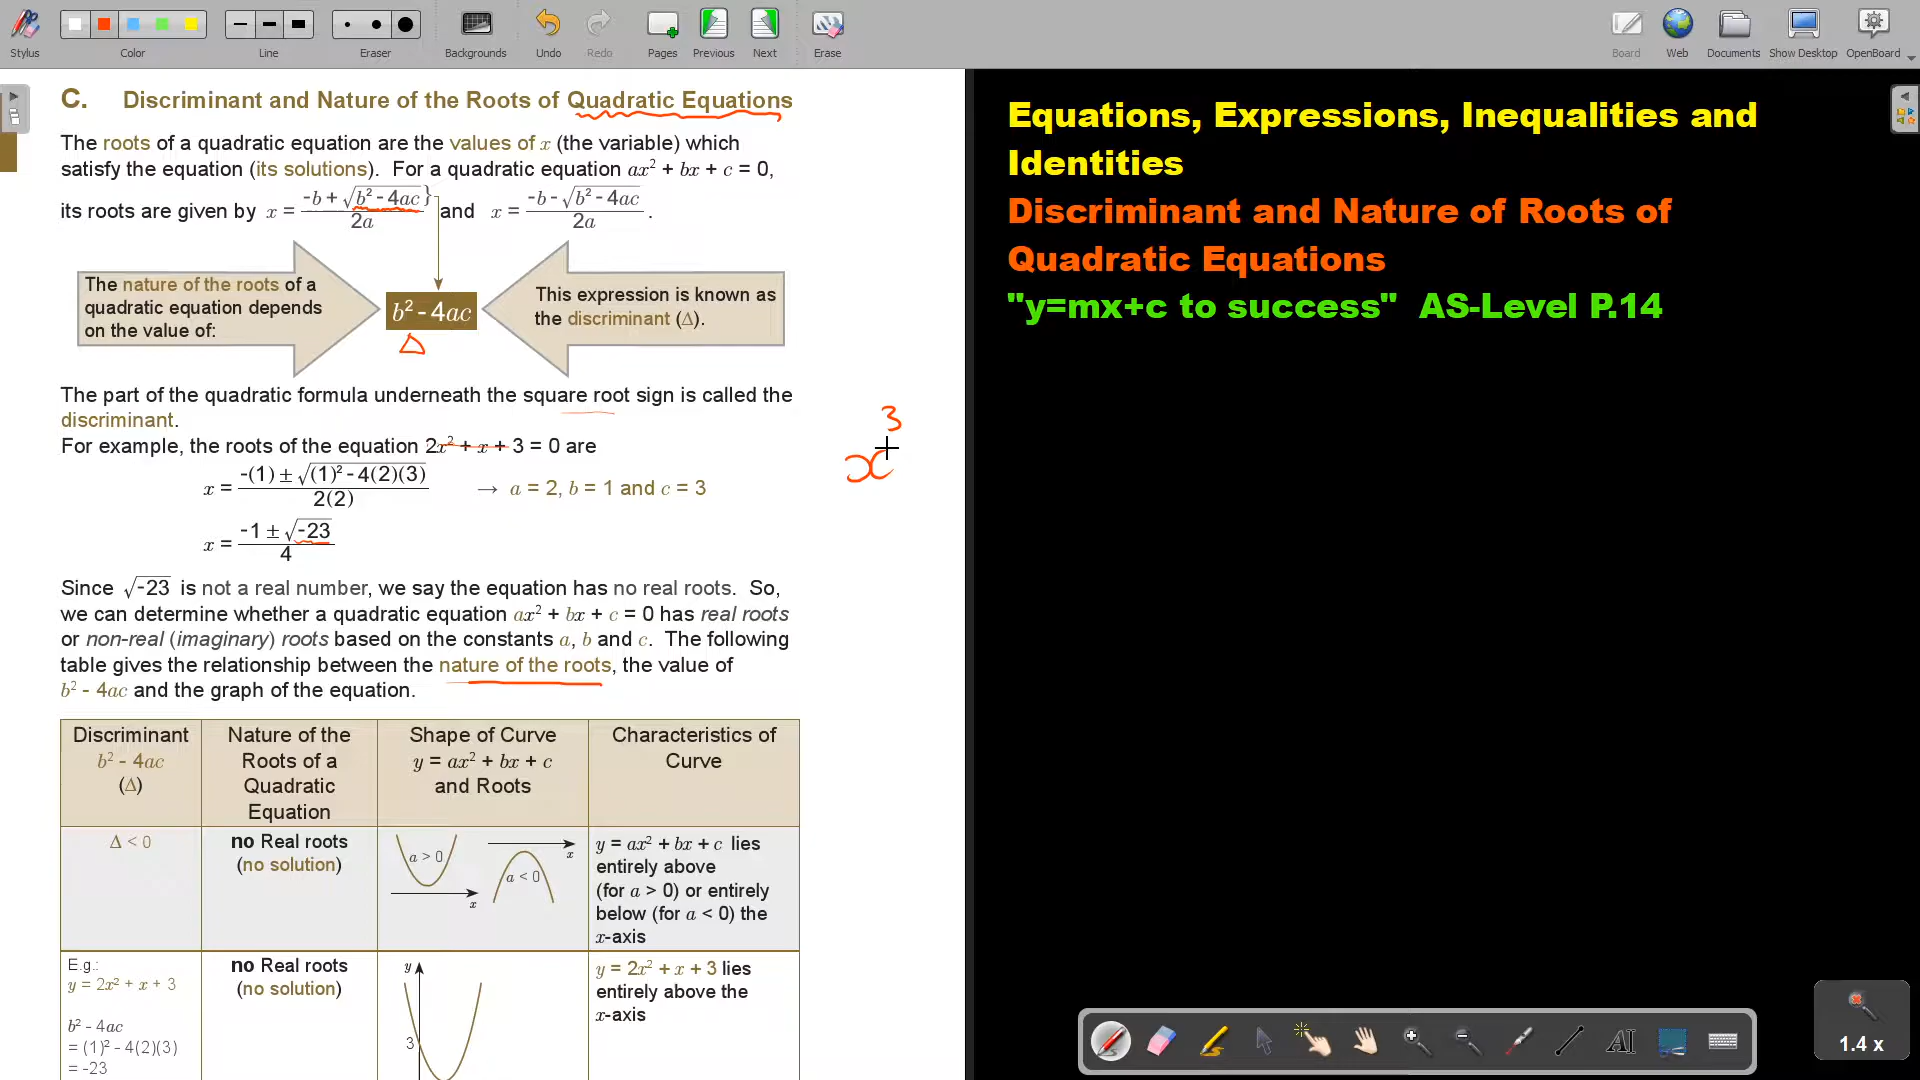 Stylus Color Line Eraser Backgrounds Undo Redo Pages Previous Next Erase Board Web Documents Show Desktop OpenBoard
C. Discriminant and Nature of the Roots of Quadratic Equations
The roots of a quadratic equation are the values of x (the variable) which
satisfy the equation (its solutions). For a quadratic equation ax² + bx + c = 0,
its roots are given by x = (-b + √(b² - 4ac))/2a } and x = (-b - √(b² - 4ac))/2a .
The nature of the roots of a
quadratic equation depends
on the value of:
b² - 4ac
Δ
This expression is known as
the discriminant (Δ).
The part of the quadratic formula underneath the square root sign is called the
discriminant.
For example, the roots of the equation 2x² + x + 3 = 0 are
x = (-(1) ± √((1)² - 4(2)(3)))/2(2) → a = 2, b = 1 and c = 3
x = (-1 ± √-23)/4
Since √-23 is not a real number, we say the equation has no real roots. So,
we can determine whether a quadratic equation ax² + bx + c = 0 has real roots
or non-real (imaginary) roots based on the constants a, b and c. The following
table gives the relationship between the nature of the roots, the value of
b² - 4ac and the graph of the equation.
Discriminant
b² - 4ac
(Δ)
Nature of the
Roots of a
Quadratic
Equation
Shape of Curve
y = ax² + bx + c
and Roots
Characteristics of
Curve
Δ < 0
no Real roots
(no solution)
a > 0
x
a < 0
x
y = ax² + bx + c lies
entirely above
(for a > 0) or entirely
below (for a < 0) the
x-axis
E.g.:
y = 2x² + x + 3
b² - 4ac
= (1)² - 4(2)(3)
= -23
no Real roots
(no solution)
y
3
y = 2x² + x + 3 lies
entirely above the
x-axis
x³
Equations, Expressions, Inequalities and
Identities
Discriminant and Nature of Roots of
Quadratic Equations
"y=mx+c to success" AS-Level P.14
AI
1.4 x